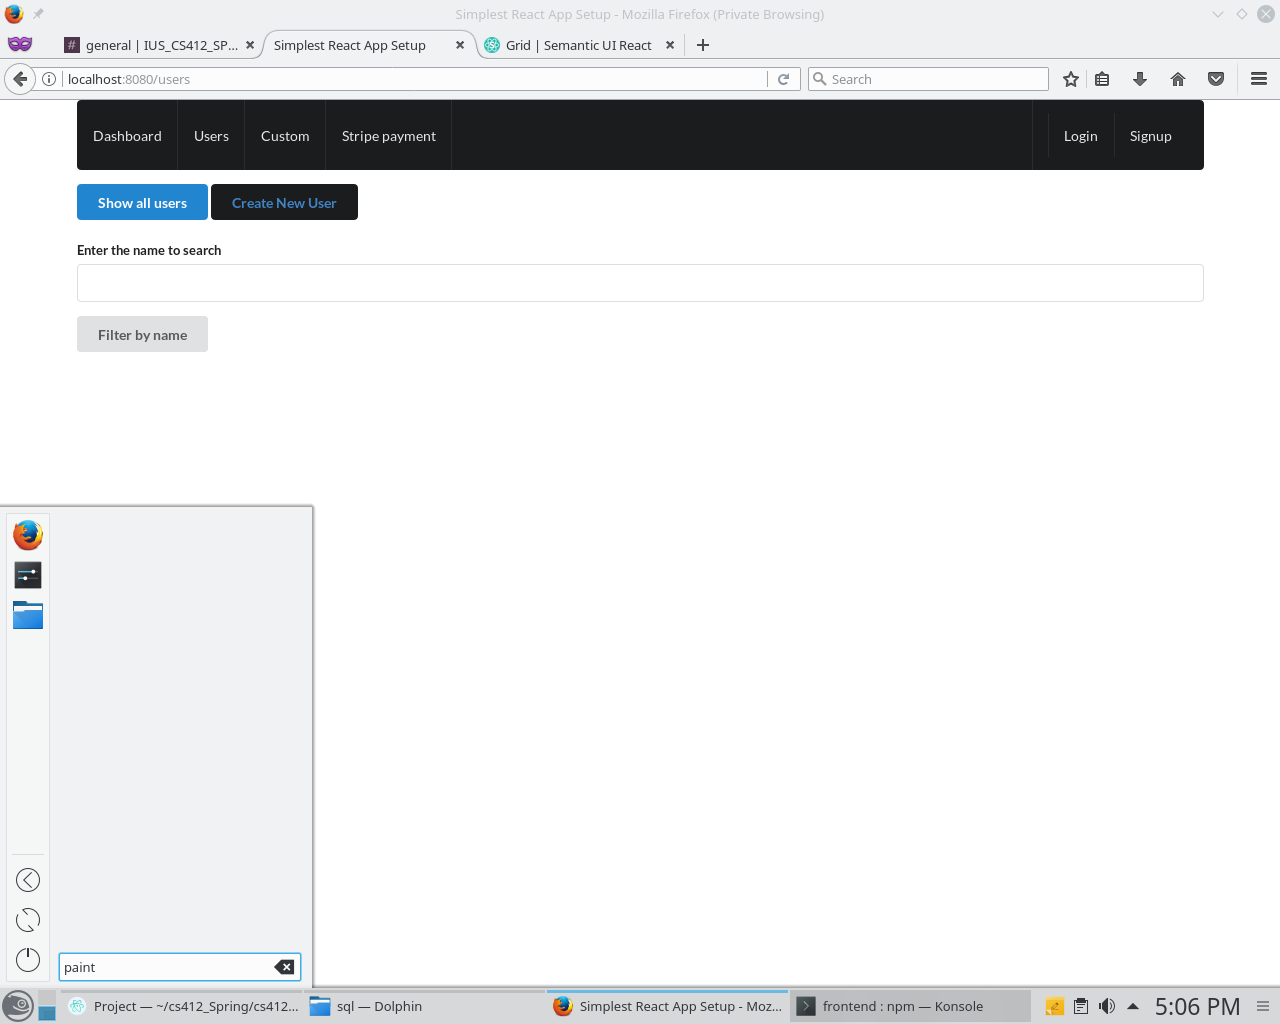 Simplest React App Setup - Mozilla Firefox (Private Browsing)
general | IUS_CS412_SP...
Simplest React App Setup
Grid | Semantic UI React
localhost:8080/users
Search
Dashboard
Users
Custom
Stripe payment
Login
Signup
Show all users
Create New User
Enter the name to search
Filter by name
paint
Project — ~/cs412_Spring/cs412...
sql — Dolphin
Simplest React App Setup - Moz...
frontend : npm — Konsole
5:06 PM